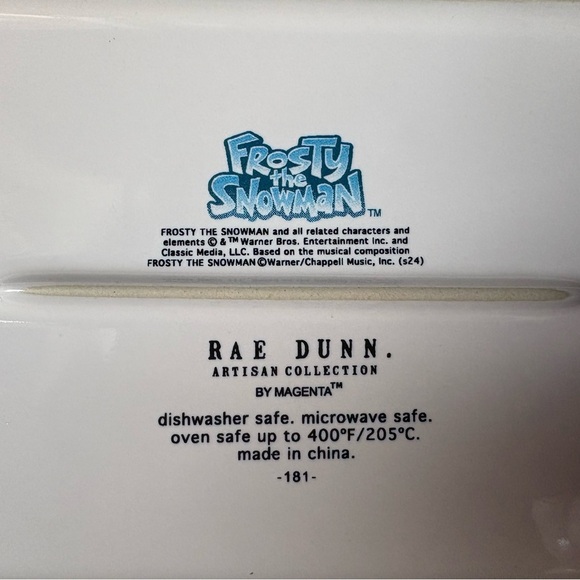 FROSTY
the
SNOWMAN™
FROSTY THE SNOWMAN and all related characters and
elements © & ™ Warner Bros. Entertainment Inc. and
Classic Media, LLC. Based on the musical composition
FROSTY THE SNOWMAN ©Warner/Chappell Music, Inc. (s24)
RAE DUNN.
ARTISAN COLLECTION
BY MAGENTA™
dishwasher safe. microwave safe.
oven safe up to 400°F/205°C.
made in china.
-181-